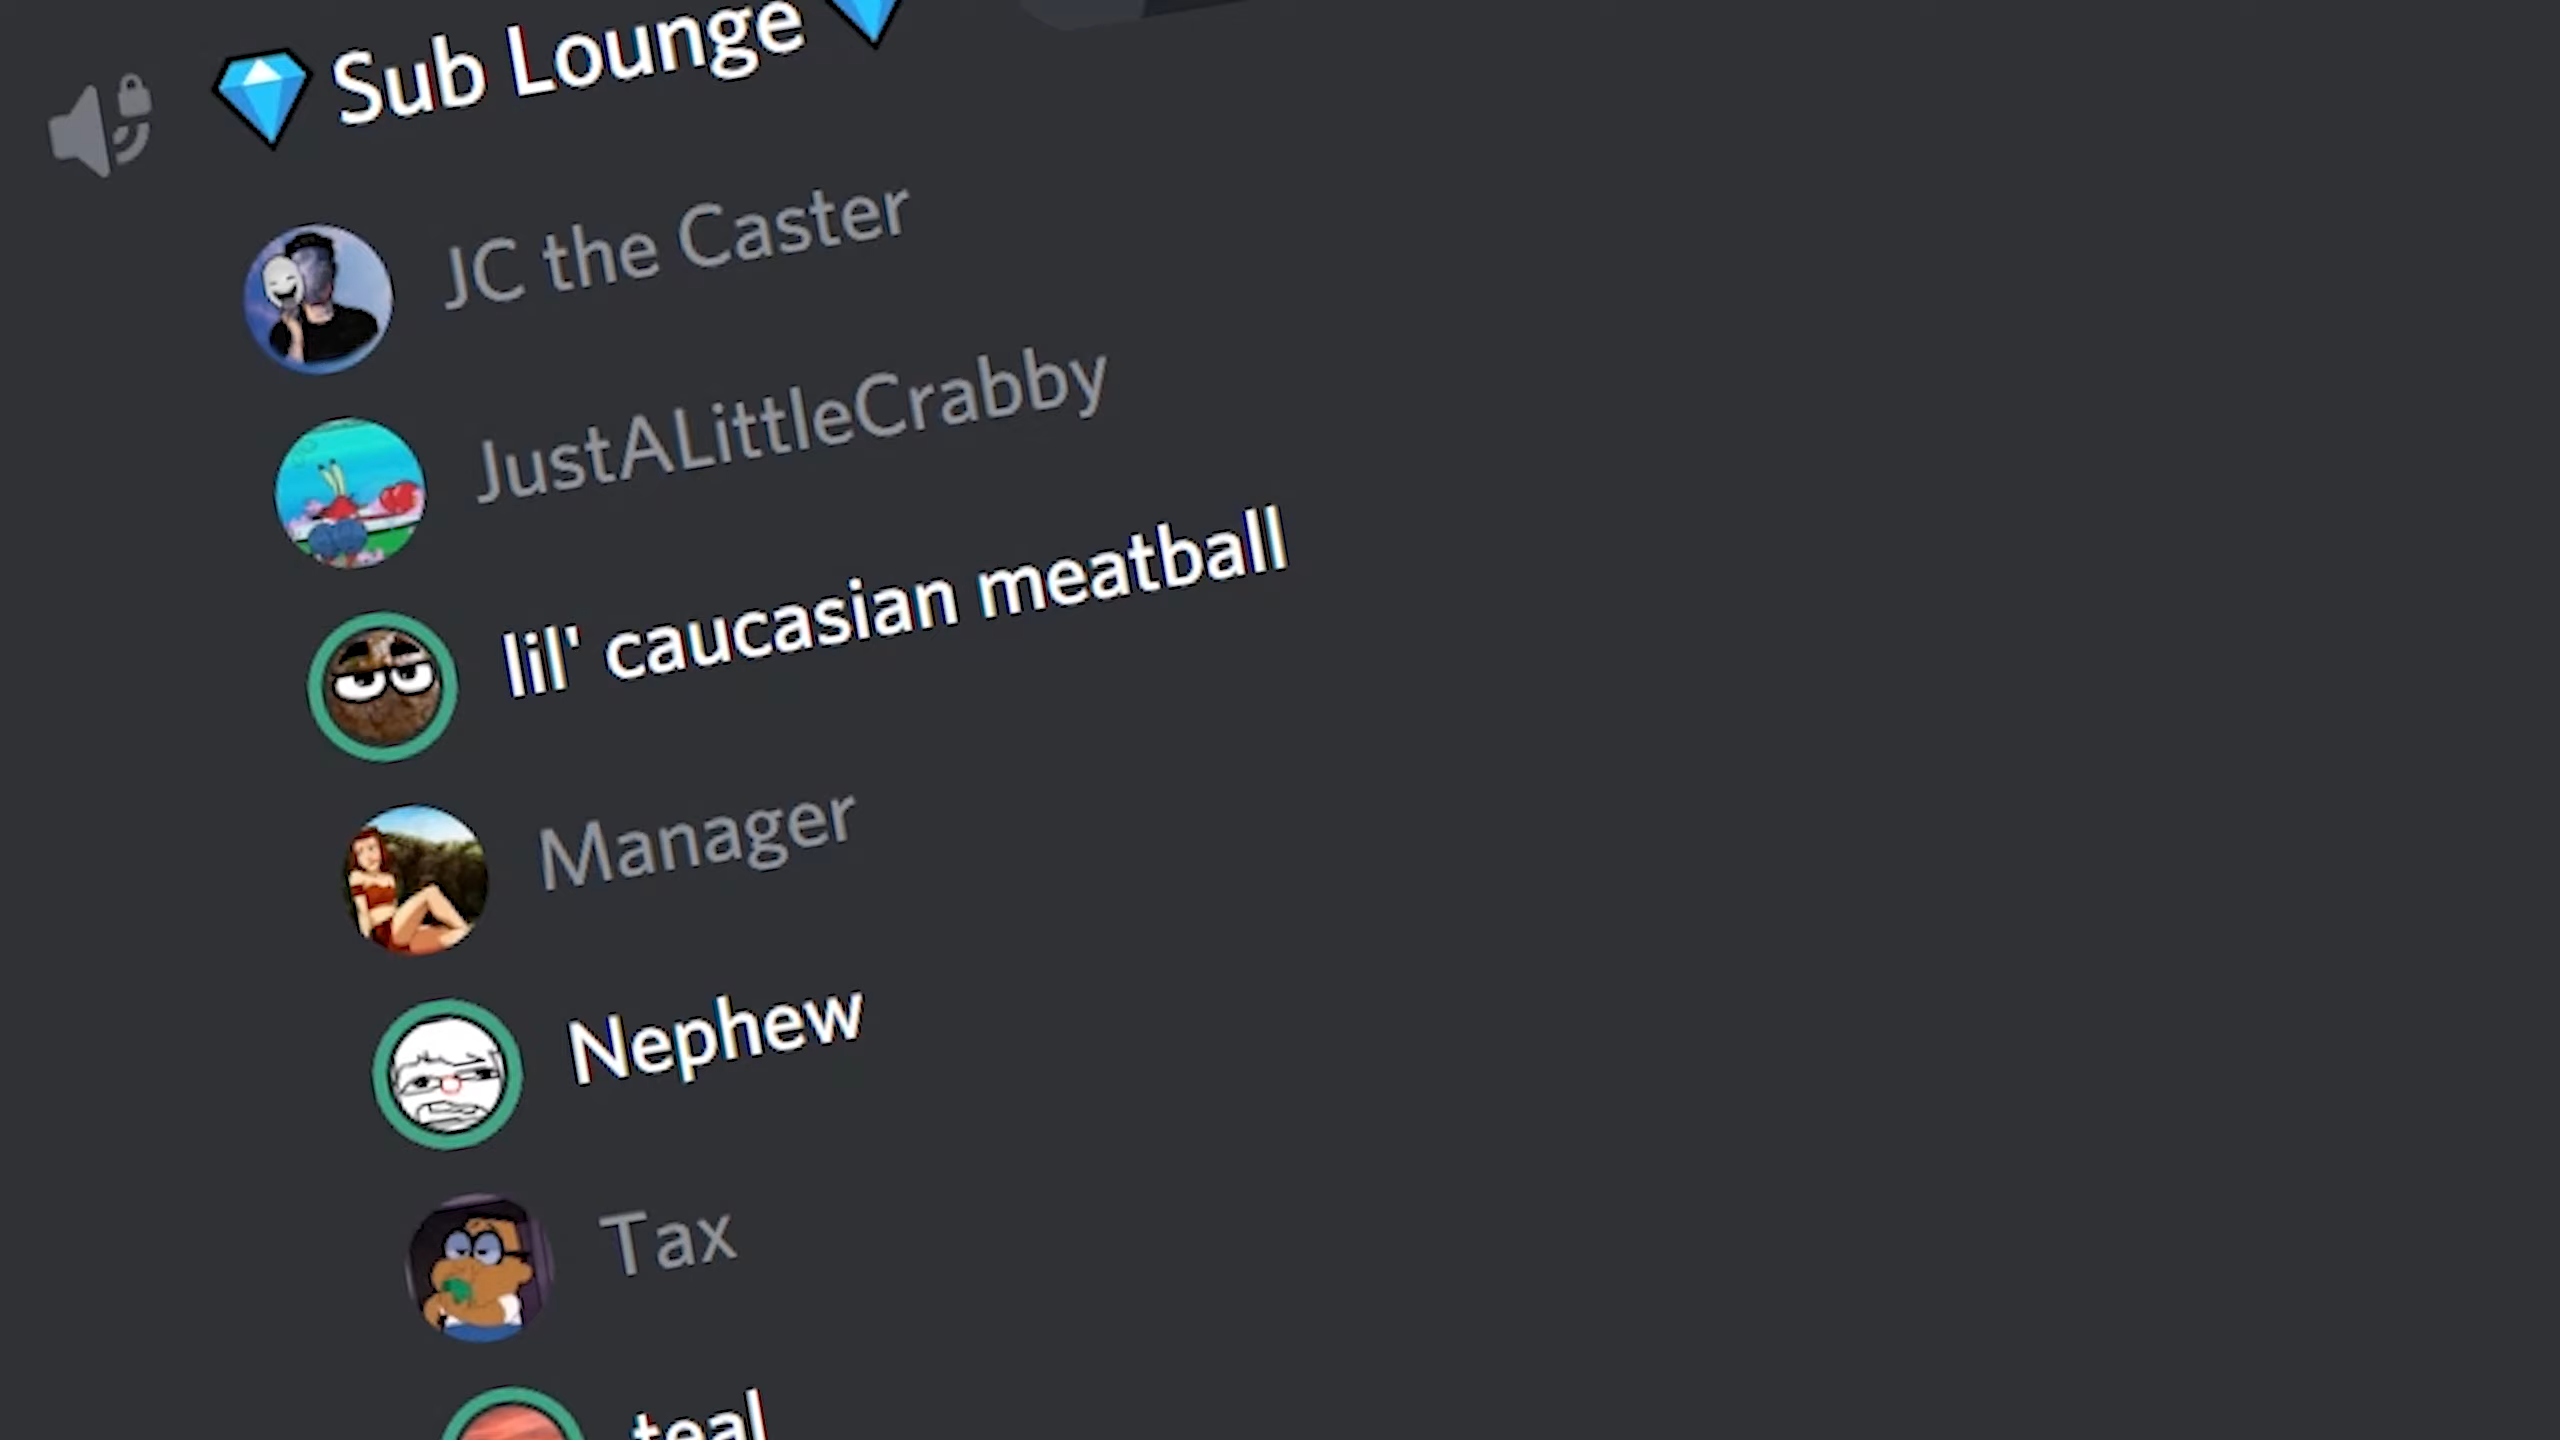 Sub Lounge
JC the Caster
JustALittleCrabby
lil' caucasian meatball
Manager
Nephew
Tax
teal